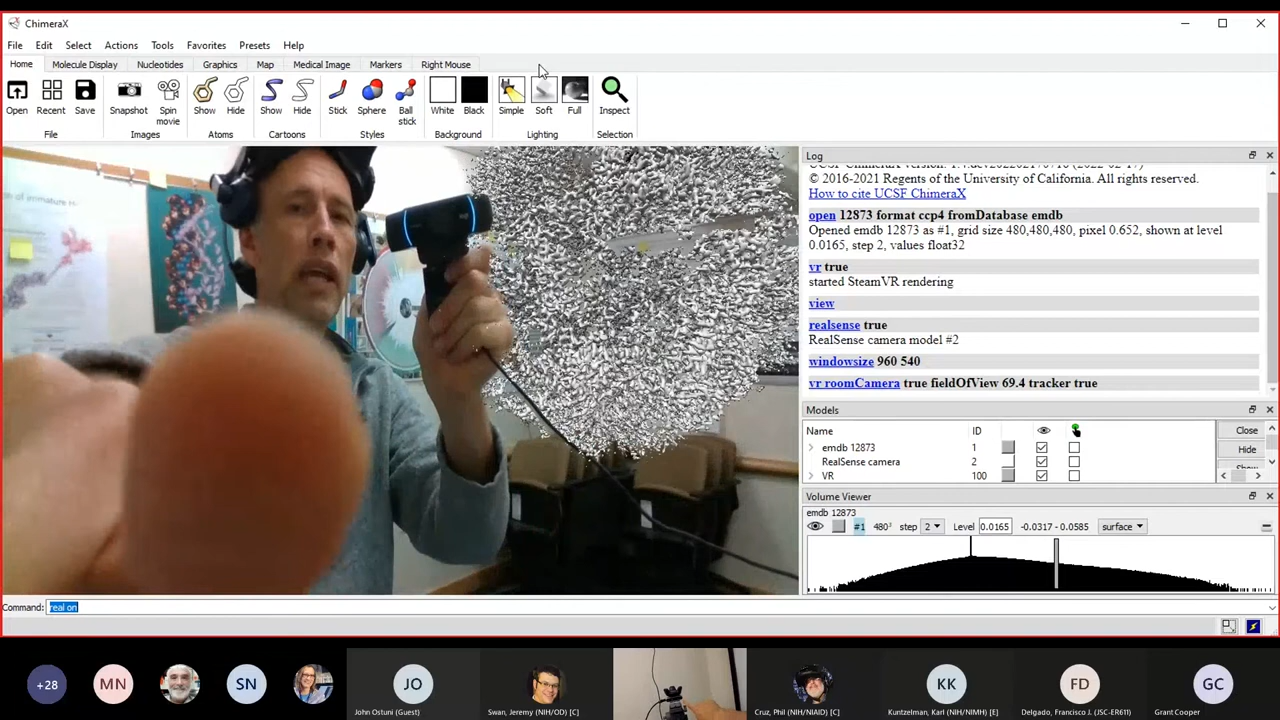 ChimeraX
File Edit Select Actions Tools Favorites Presets Help
Home Molecule Display Nucleotides Graphics Map Medical Image Markers Right Mouse
Open Recent Save Snapshot Spin movie Show Hide Show Hide Stick Sphere Ball stick White Black Simple Soft Full Inspect
File Images Atoms Cartoons Styles Background Lighting Selection
Log
© 2016-2021 Regents of the University of California. All rights reserved.
How to cite UCSF ChimeraX
open 12873 format ccp4 fromDatabase emdb
Opened emdb 12873 as #1, grid size 480,480,480, pixel 0.652, shown at level
0.0165, step 2, values float32
vr true
started SteamVR rendering
view
realsense true
RealSense camera model #2
windowsize 960 540
vr roomCamera true fieldOfView 69.4 tracker true
Models
Name ID
emdb 12873 1
RealSense camera 2
VR 100
Close
Hide
Volume Viewer
emdb 12873
#1 480³ step 2 Level 0.0165 -0.0317 - 0.0585 surface
Command: real on
+28 MN SN JO KK FD GC
John Ostuni (Guest) Swan, Jeremy (NIH/OD) [C] Cruz, Phil (NIH/NIAID) [C] Kuntzelman, Karl (NIH/NIMH) [E] Delgado, Francisco J. (JSC-ER611) Grant Cooper